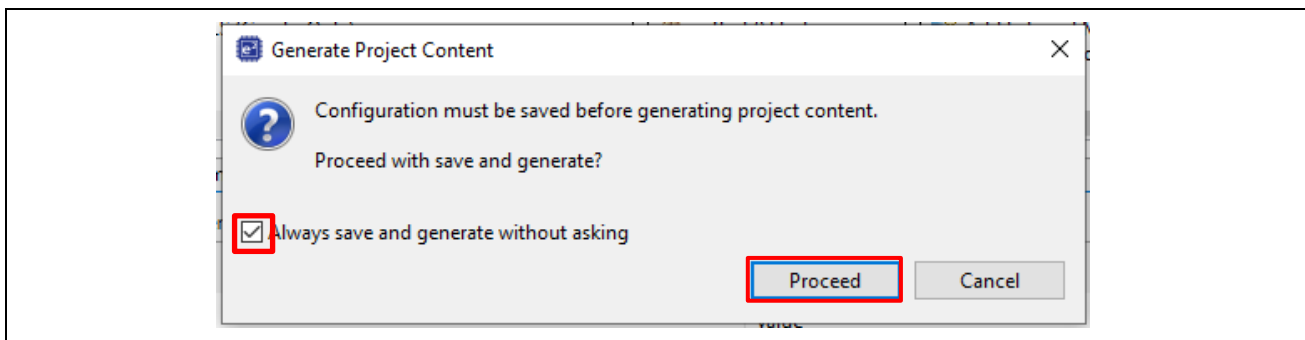 Generate Project Content
Configuration must be saved before generating project content.
Proceed with save and generate?
Always save and generate without asking
Proceed
Cancel